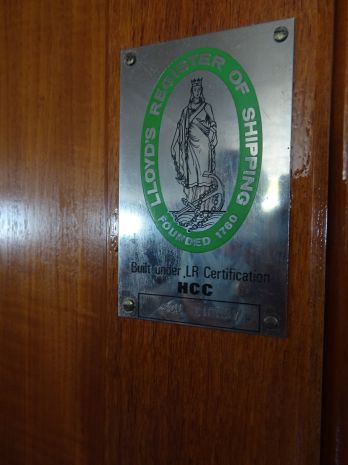 LLOYD'S REGISTER OF SHIPPING
FOUNDED 1760
Built under LR Certification
HCC